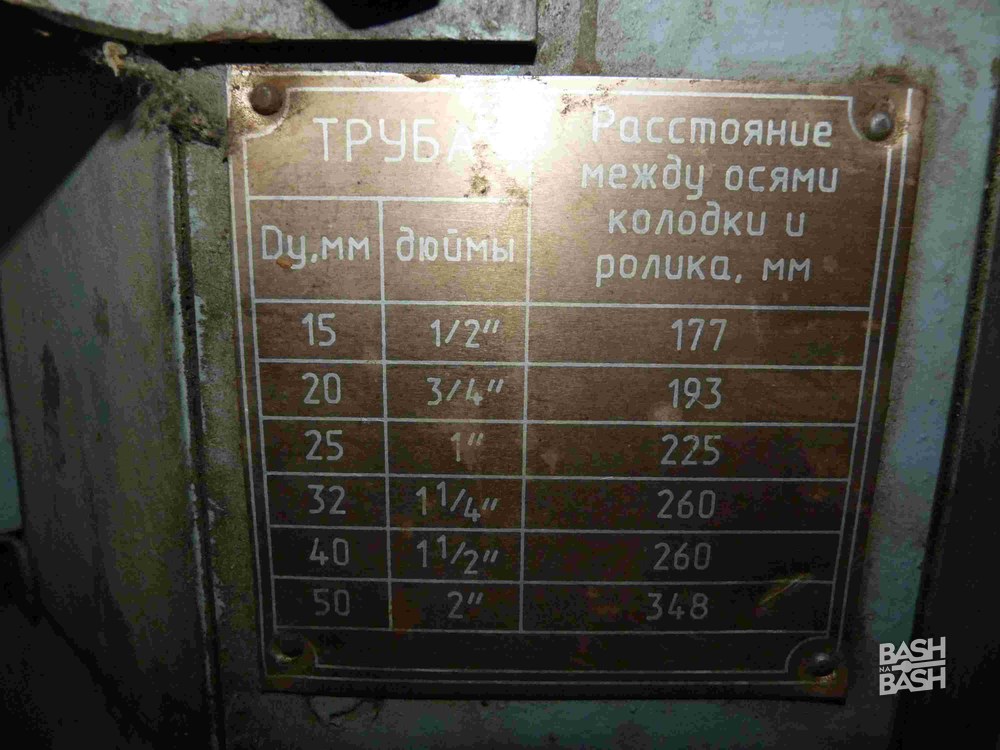 ТРУБА
Расстояние
между осями
колодки и
ролика, мм
Dу,мм дюймы
15 1/2" 177
20 3/4" 193
25 1" 225
32 1 1/4" 260
40 1 1/2" 260
50 2" 348
BASH
NA
BASH